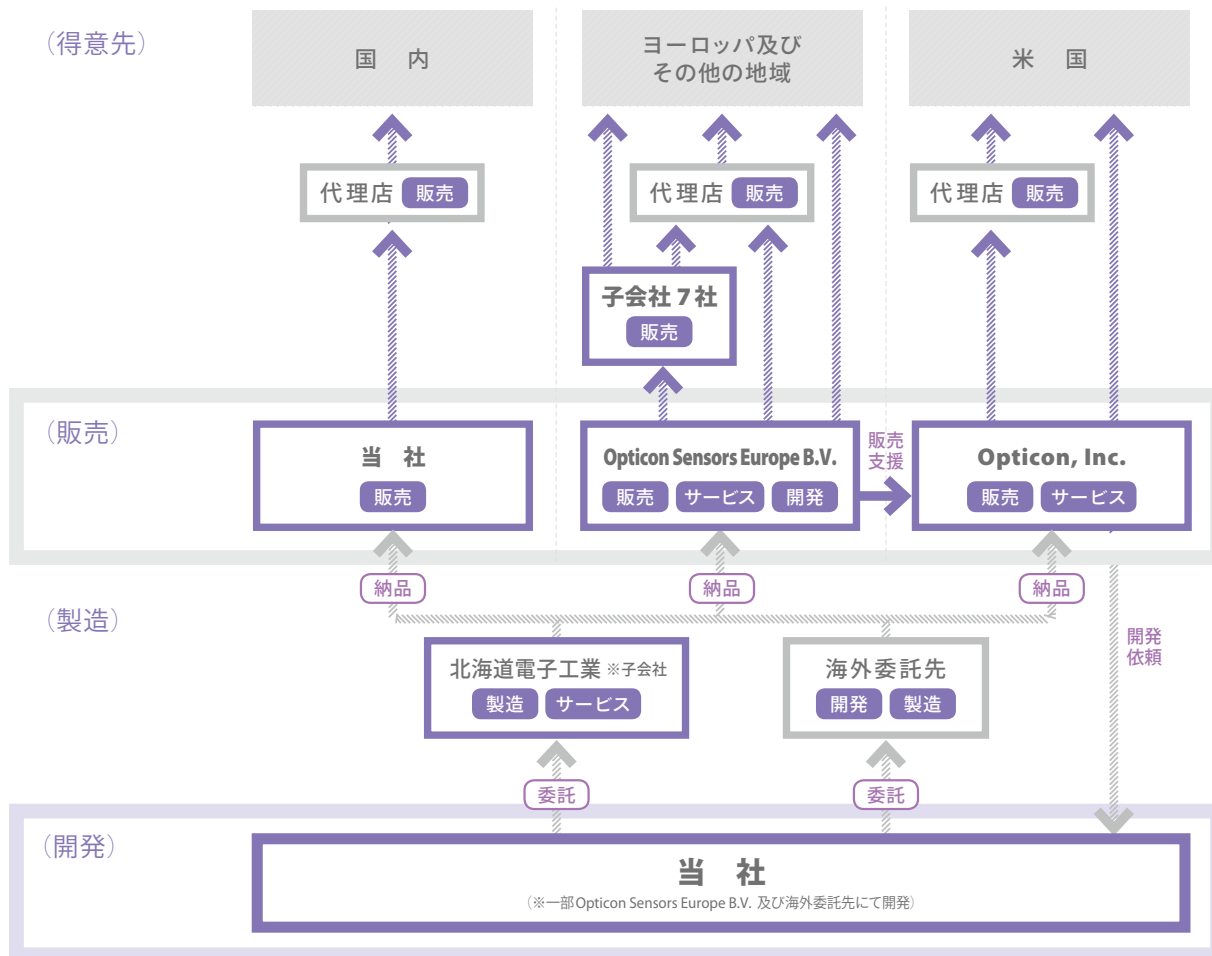 （得意先）
国　内
ヨーロッパ及び
その他の地域
米　国
代理店 販売
代理店 販売
代理店 販売
子会社７社
販売
（販売）
当　社
販売
Opticon Sensors Europe B.V.
販売 サービス 開発
販売
支援
Opticon, Inc.
販売 サービス
納品
納品
納品
（製造）
北海道電子工業 ※子会社
製造 サービス
海外委託先
開発 製造
開発
依頼
委託
委託
（開発）
当　社
（※一部Opticon Sensors Europe B.V. 及び海外委託先にて開発）